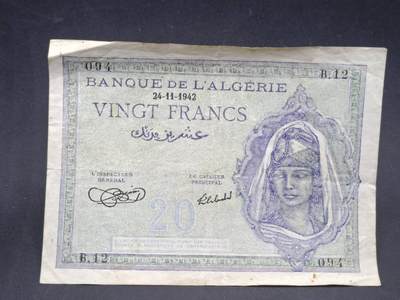 094 B.12
BANQUE DE L'ALGÉRIE
24-11-1942
VINGT FRANCS
عشرين فرنك
L'INSPECTEUR GÉNÉRAL
LE CAISSIER PRINCIPAL
20
B.12 094